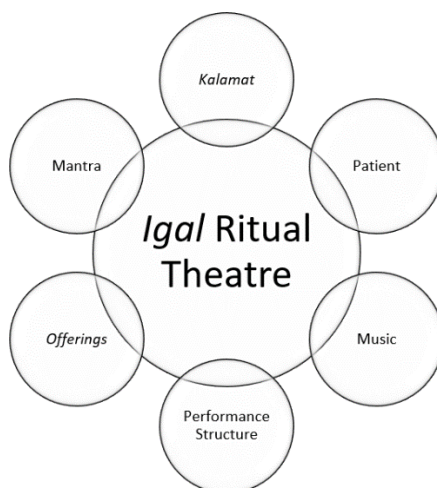 Kalamat
Mantra
Patient
Igal Ritual
Theatre
Offerings
Music
Performance
Structure